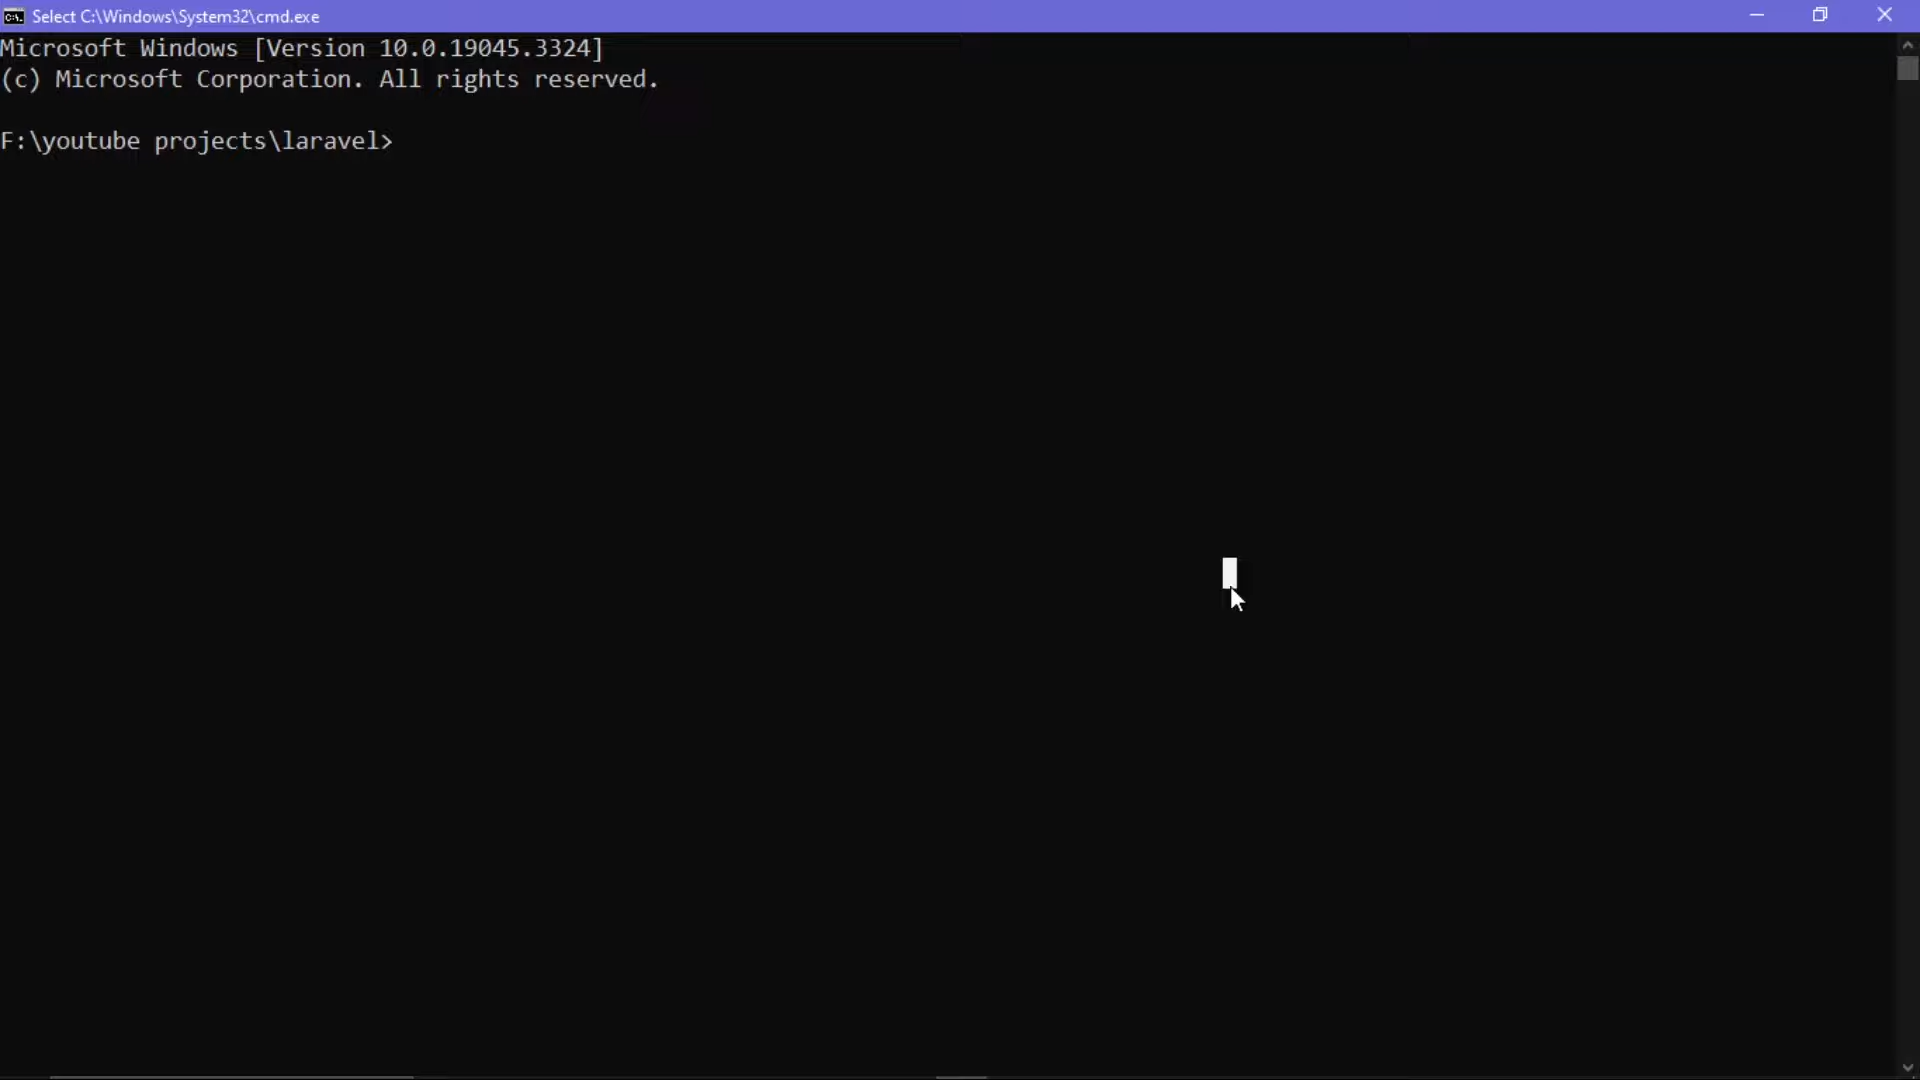 Select C:\Windows\System32\cmd.exe
Microsoft Windows [Version 10.0.19045.3324]
(c) Microsoft Corporation. All rights reserved.
F:\youtube projects\laravel>